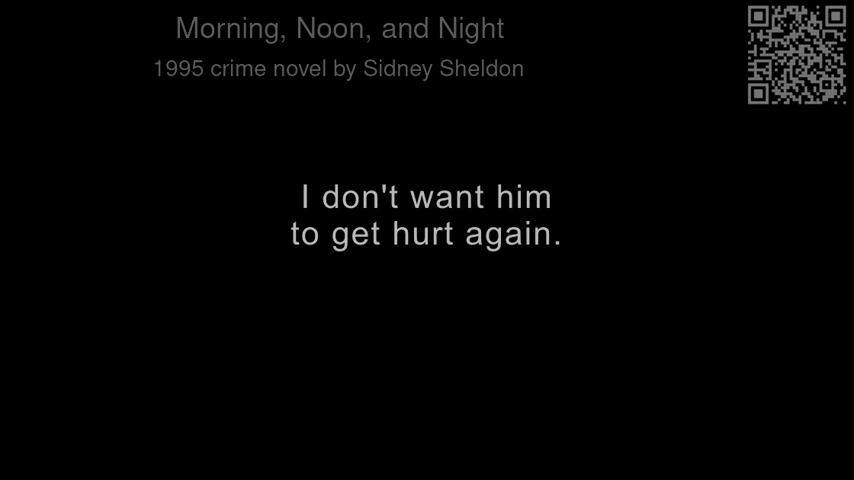 Morning, Noon, and Night
1995 crime novel by Sidney Sheldon
I don't want him
to get hurt again.